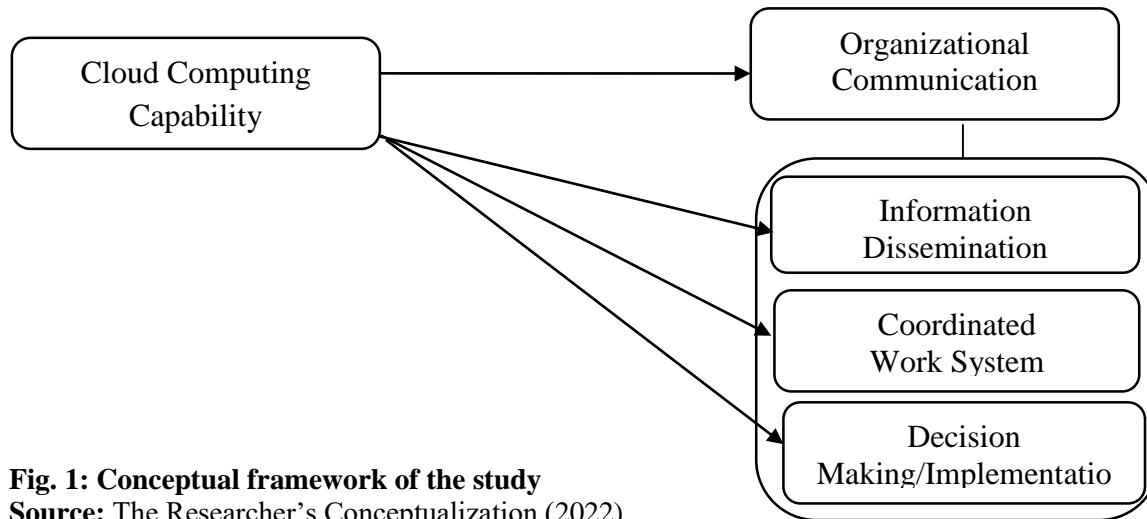 Cloud Computing
Capability
Organizational
Communication
Information
Dissemination
Coordinated
Work System
Decision
Making/Implementatio
Fig. 1: Conceptual framework of the study
Source: The Researcher's Conceptualization (2022)